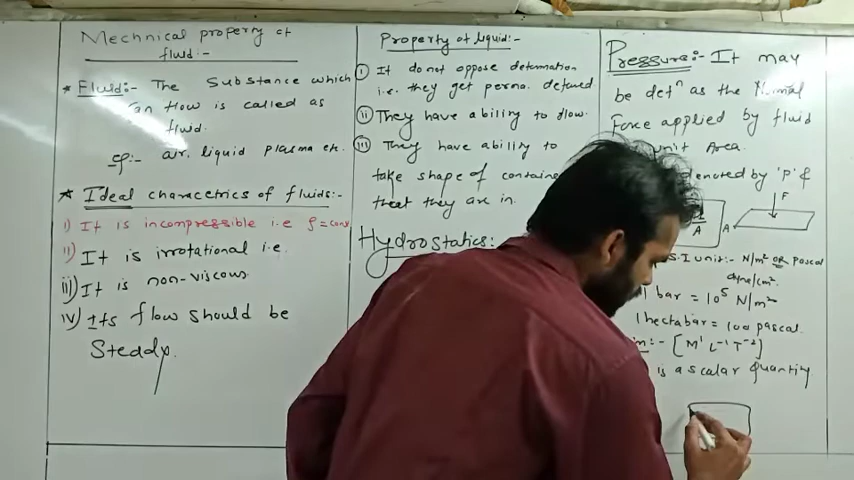 Mechnical property of
fluid:-
* Fluid:- The Substance which
can flow is called as
fluid.
eg:- air, liquid plasma etc.
* Ideal charecetrics of fluids:-
i) It is incompressible i.e ρ = cons
ii) It is irrotational i.e.
iii) It is non-viscous
iv) Its flow should be
Steady.
Property of liquid:-
i It do not oppose deformation
i.e. they get perma. defored
ii They have a bility to flow.
iii They have ability to
take shape of containe
that they are in.
Hydrostatics:
Pressure:- It may
be defⁿ as the Normal
Force applied by fluid
unit Area.
denoted by 'P' &
F
A
A
S.I unit:- N/m² OR pascal
dyne/cm².
1 bar = 10⁵ N/m²
1 hectabar = 100 pascal.
m:- [M¹ L⁻¹ T⁻²]
is a scalar quantity